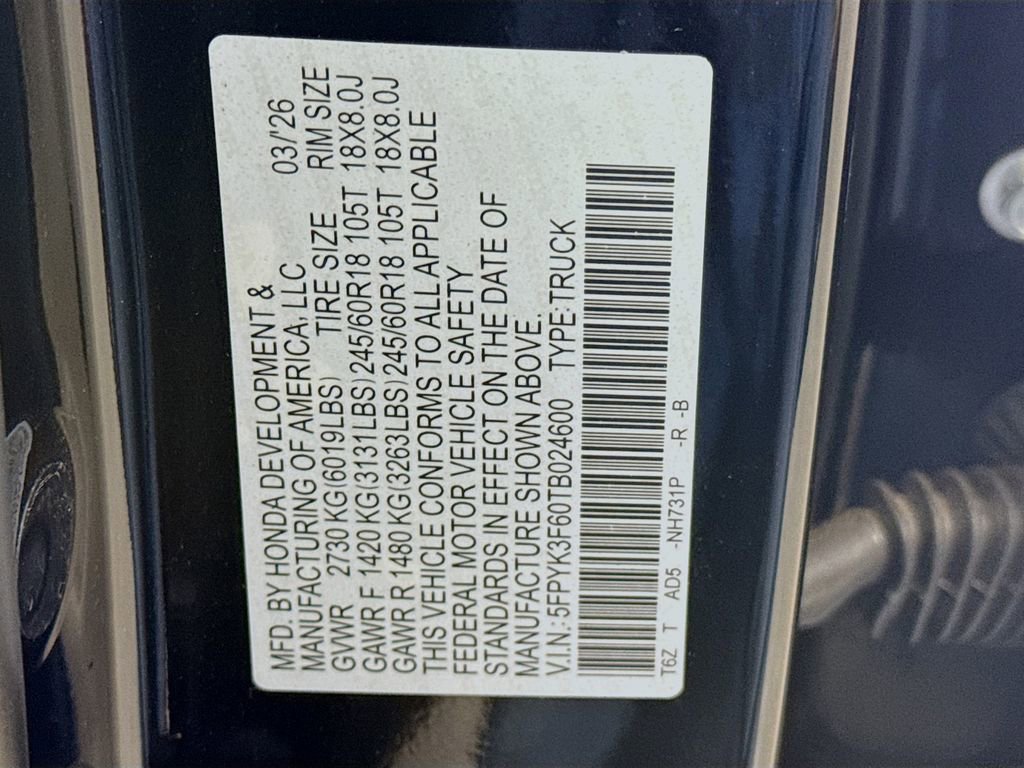 MFD. BY HONDA DEVELOPMENT &
MANUFACTURING OF AMERICA, LLC 03/'26
GVWR 2730 KG(6019LBS) TIRE SIZE RIM SIZE
GAWR F 1420 KG(3131LBS) 245/60R18 105T 18X8.0J
GAWR R 1480 KG(3263LBS) 245/60R18 105T 18X8.0J
THIS VEHICLE CONFORMS TO ALL APPLICABLE
FEDERAL MOTOR VEHICLE SAFETY
STANDARDS IN EFFECT ON THE DATE OF
MANUFACTURE SHOWN ABOVE.
V.I.N.:5FPYK3F60TB024600 TYPE:TRUCK
T6Z T AD5 -NH731P -R -B